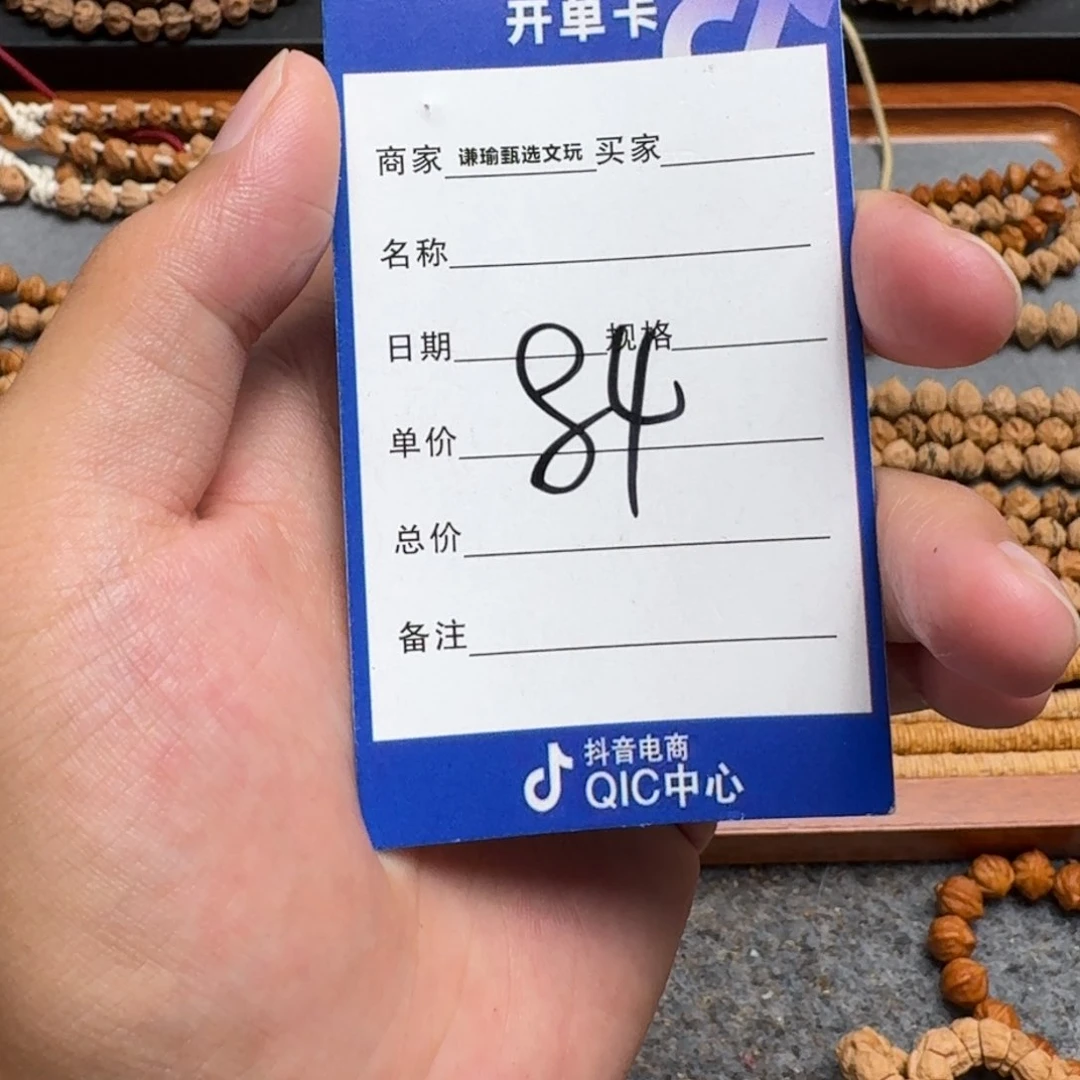 开单卡
商家 谦瑜甄选文玩 买家
名称
日期 规格
84
单价
总价
备注
抖音电商
QIC中心